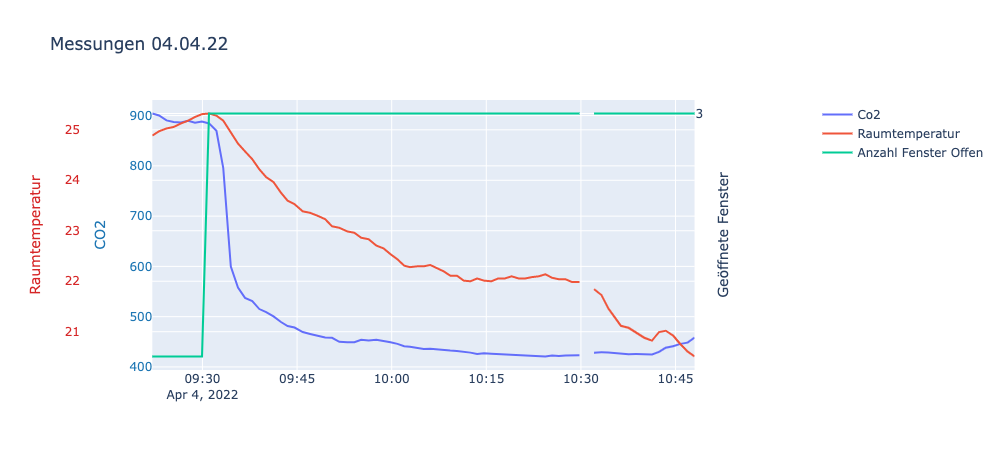 Messungen 04.04.22
Raumtemperatur
25
24
23
22
21
CO2
900
800
700
600
500
400
09:30
Apr 4, 2022
09:45
10:00
10:15
10:30
10:45
3
Geöffnete Fenster
Co2
Raumtemperatur
Anzahl Fenster Offen